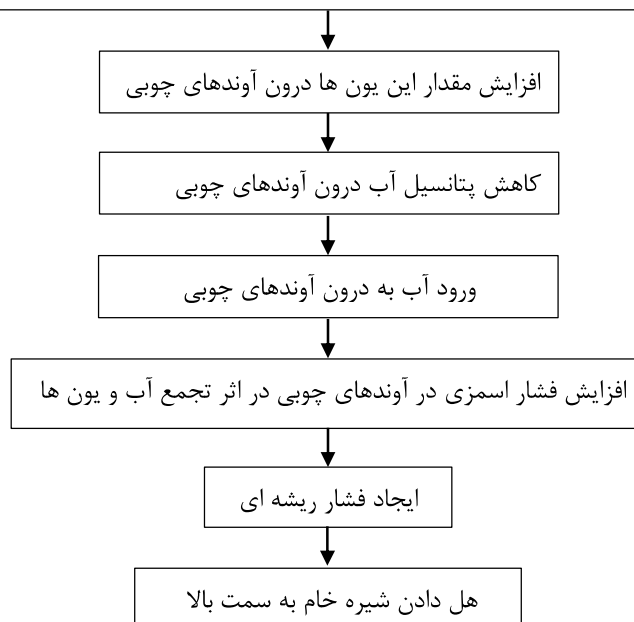 افزایش مقدار این یون ها درون آوندهای چوبی
کاهش پتانسیل آب درون آوندهای چوبی
ورود آب به درون آوندهای چوبی
افزایش فشار اسمزی در آوندهای چوبی در اثر تجمع آب و یون ها
ایجاد فشار ریشه ای
هل دادن شیره خام به سمت بالا